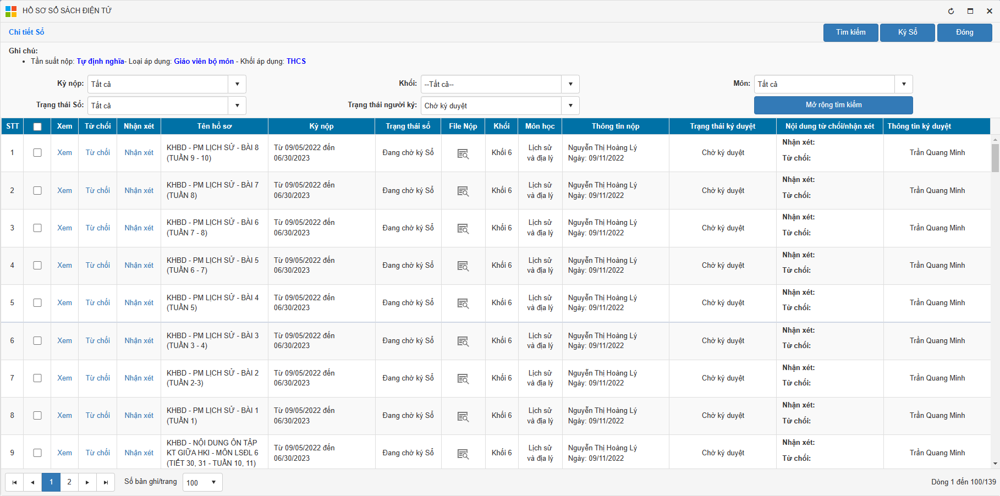 HỒ SƠ SỔ SÁCH ĐIỆN TỬ
Chi tiết Sổ
Tìm kiếm Ký Sổ Đóng
Ghi chú:
• Tần suất nộp: Tự định nghĩa- Loại áp dụng: Giáo viên bộ môn - Khối áp dụng: THCS
Kỳ nộp: Tất cả Khối: --Tất cả-- Môn: Tất cả
Trạng thái Sổ: Tất cả Trạng thái người ký: Chờ ký duyệt Mở rộng tìm kiếm
STT Xem Từ chối Nhận xét Tên hồ sơ Kỳ nộp Trạng thái sổ File Nộp Khối Môn học Thông tin nộp Trạng thái ký duyệt Nội dung từ chối/nhận xét Thông tin ký duyệt
1 Xem Từ chối Nhận xét KHBD - PM LỊCH SỬ - BÀI 8 (TUẦN 9 - 10) Từ 09/05/2022 đến 06/30/2023 Đang chờ ký Sổ Khối 6 Lịch sử và địa lý Nguyễn Thị Hoàng Lý Ngày: 09/11/2022 Chờ ký duyệt Nhận xét: Từ chối: Trần Quang Minh
2 Xem Từ chối Nhận xét KHBD - PM LỊCH SỬ - BÀI 7 (TUẦN 8) Từ 09/05/2022 đến 06/30/2023 Đang chờ ký Sổ Khối 6 Lịch sử và địa lý Nguyễn Thị Hoàng Lý Ngày: 09/11/2022 Chờ ký duyệt Nhận xét: Từ chối: Trần Quang Minh
3 Xem Từ chối Nhận xét KHBD - PM LỊCH SỬ - BÀI 6 (TUẦN 7 - 8) Từ 09/05/2022 đến 06/30/2023 Đang chờ ký Sổ Khối 6 Lịch sử và địa lý Nguyễn Thị Hoàng Lý Ngày: 09/11/2022 Chờ ký duyệt Nhận xét: Từ chối: Trần Quang Minh
4 Xem Từ chối Nhận xét KHBD - PM LỊCH SỬ - BÀI 5 (TUẦN 6 - 7) Từ 09/05/2022 đến 06/30/2023 Đang chờ ký Sổ Khối 6 Lịch sử và địa lý Nguyễn Thị Hoàng Lý Ngày: 09/11/2022 Chờ ký duyệt Nhận xét: Từ chối: Trần Quang Minh
5 Xem Từ chối Nhận xét KHBD - PM LỊCH SỬ - BÀI 4 (TUẦN 5) Từ 09/05/2022 đến 06/30/2023 Đang chờ ký Sổ Khối 6 Lịch sử và địa lý Nguyễn Thị Hoàng Lý Ngày: 09/11/2022 Chờ ký duyệt Nhận xét: Từ chối: Trần Quang Minh
6 Xem Từ chối Nhận xét KHBD - PM LỊCH SỬ - BÀI 3 (TUẦN 3 - 4) Từ 09/05/2022 đến 06/30/2023 Đang chờ ký Sổ Khối 6 Lịch sử và địa lý Nguyễn Thị Hoàng Lý Ngày: 09/11/2022 Chờ ký duyệt Nhận xét: Từ chối: Trần Quang Minh
7 Xem Từ chối Nhận xét KHBD - PM LỊCH SỬ - BÀI 2 (TUẦN 2-3) Từ 09/05/2022 đến 06/30/2023 Đang chờ ký Sổ Khối 6 Lịch sử và địa lý Nguyễn Thị Hoàng Lý Ngày: 09/11/2022 Chờ ký duyệt Nhận xét: Từ chối: Trần Quang Minh
8 Xem Từ chối Nhận xét KHBD - PM LỊCH SỬ - BÀI 1 (TUẦN 1) Từ 09/05/2022 đến 06/30/2023 Đang chờ ký Sổ Khối 6 Lịch sử và địa lý Nguyễn Thị Hoàng Lý Ngày: 09/11/2022 Chờ ký duyệt Nhận xét: Từ chối: Trần Quang Minh
9 Xem Từ chối Nhận xét KHBD - NỘI DUNG ÔN TẬP KT GIỮA HKI - MÔN LSĐL 6 (TIẾT 30, 31 - TUẦN 10, 11) Từ 09/05/2022 đến 06/30/2023 Đang chờ ký Sổ Khối 6 Lịch sử và địa lý Nguyễn Thị Hoàng Lý Ngày: 09/11/2022 Chờ ký duyệt Nhận xét: Từ chối: Trần Quang Minh
1 2 Số bản ghi/trang 100 Dòng 1 đến 100/139